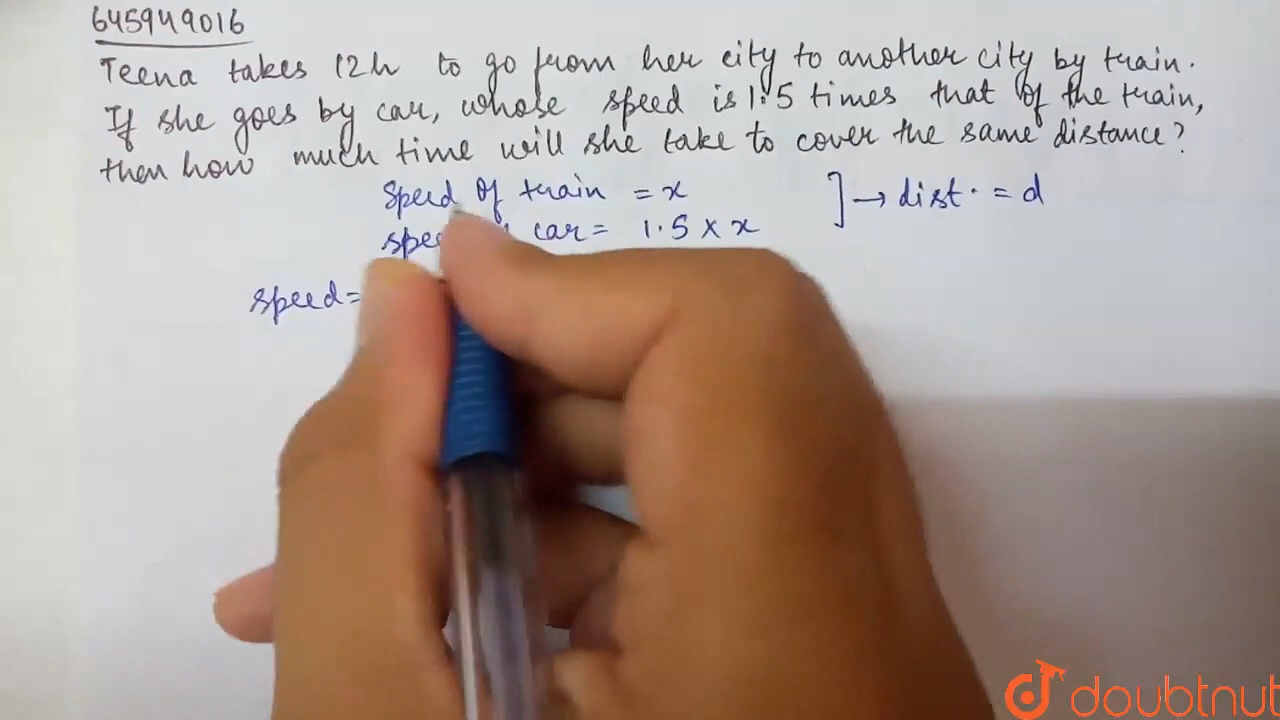 645949016
Teena takes 12h to go from her city to another city by train.
If she goes by car, whose speed is 1.5 times that of the train,
then how much time will she take to cover the same distance?
Speed of train = x
car = 1.5 × x
] → dist. = d
speed =
doubtnut